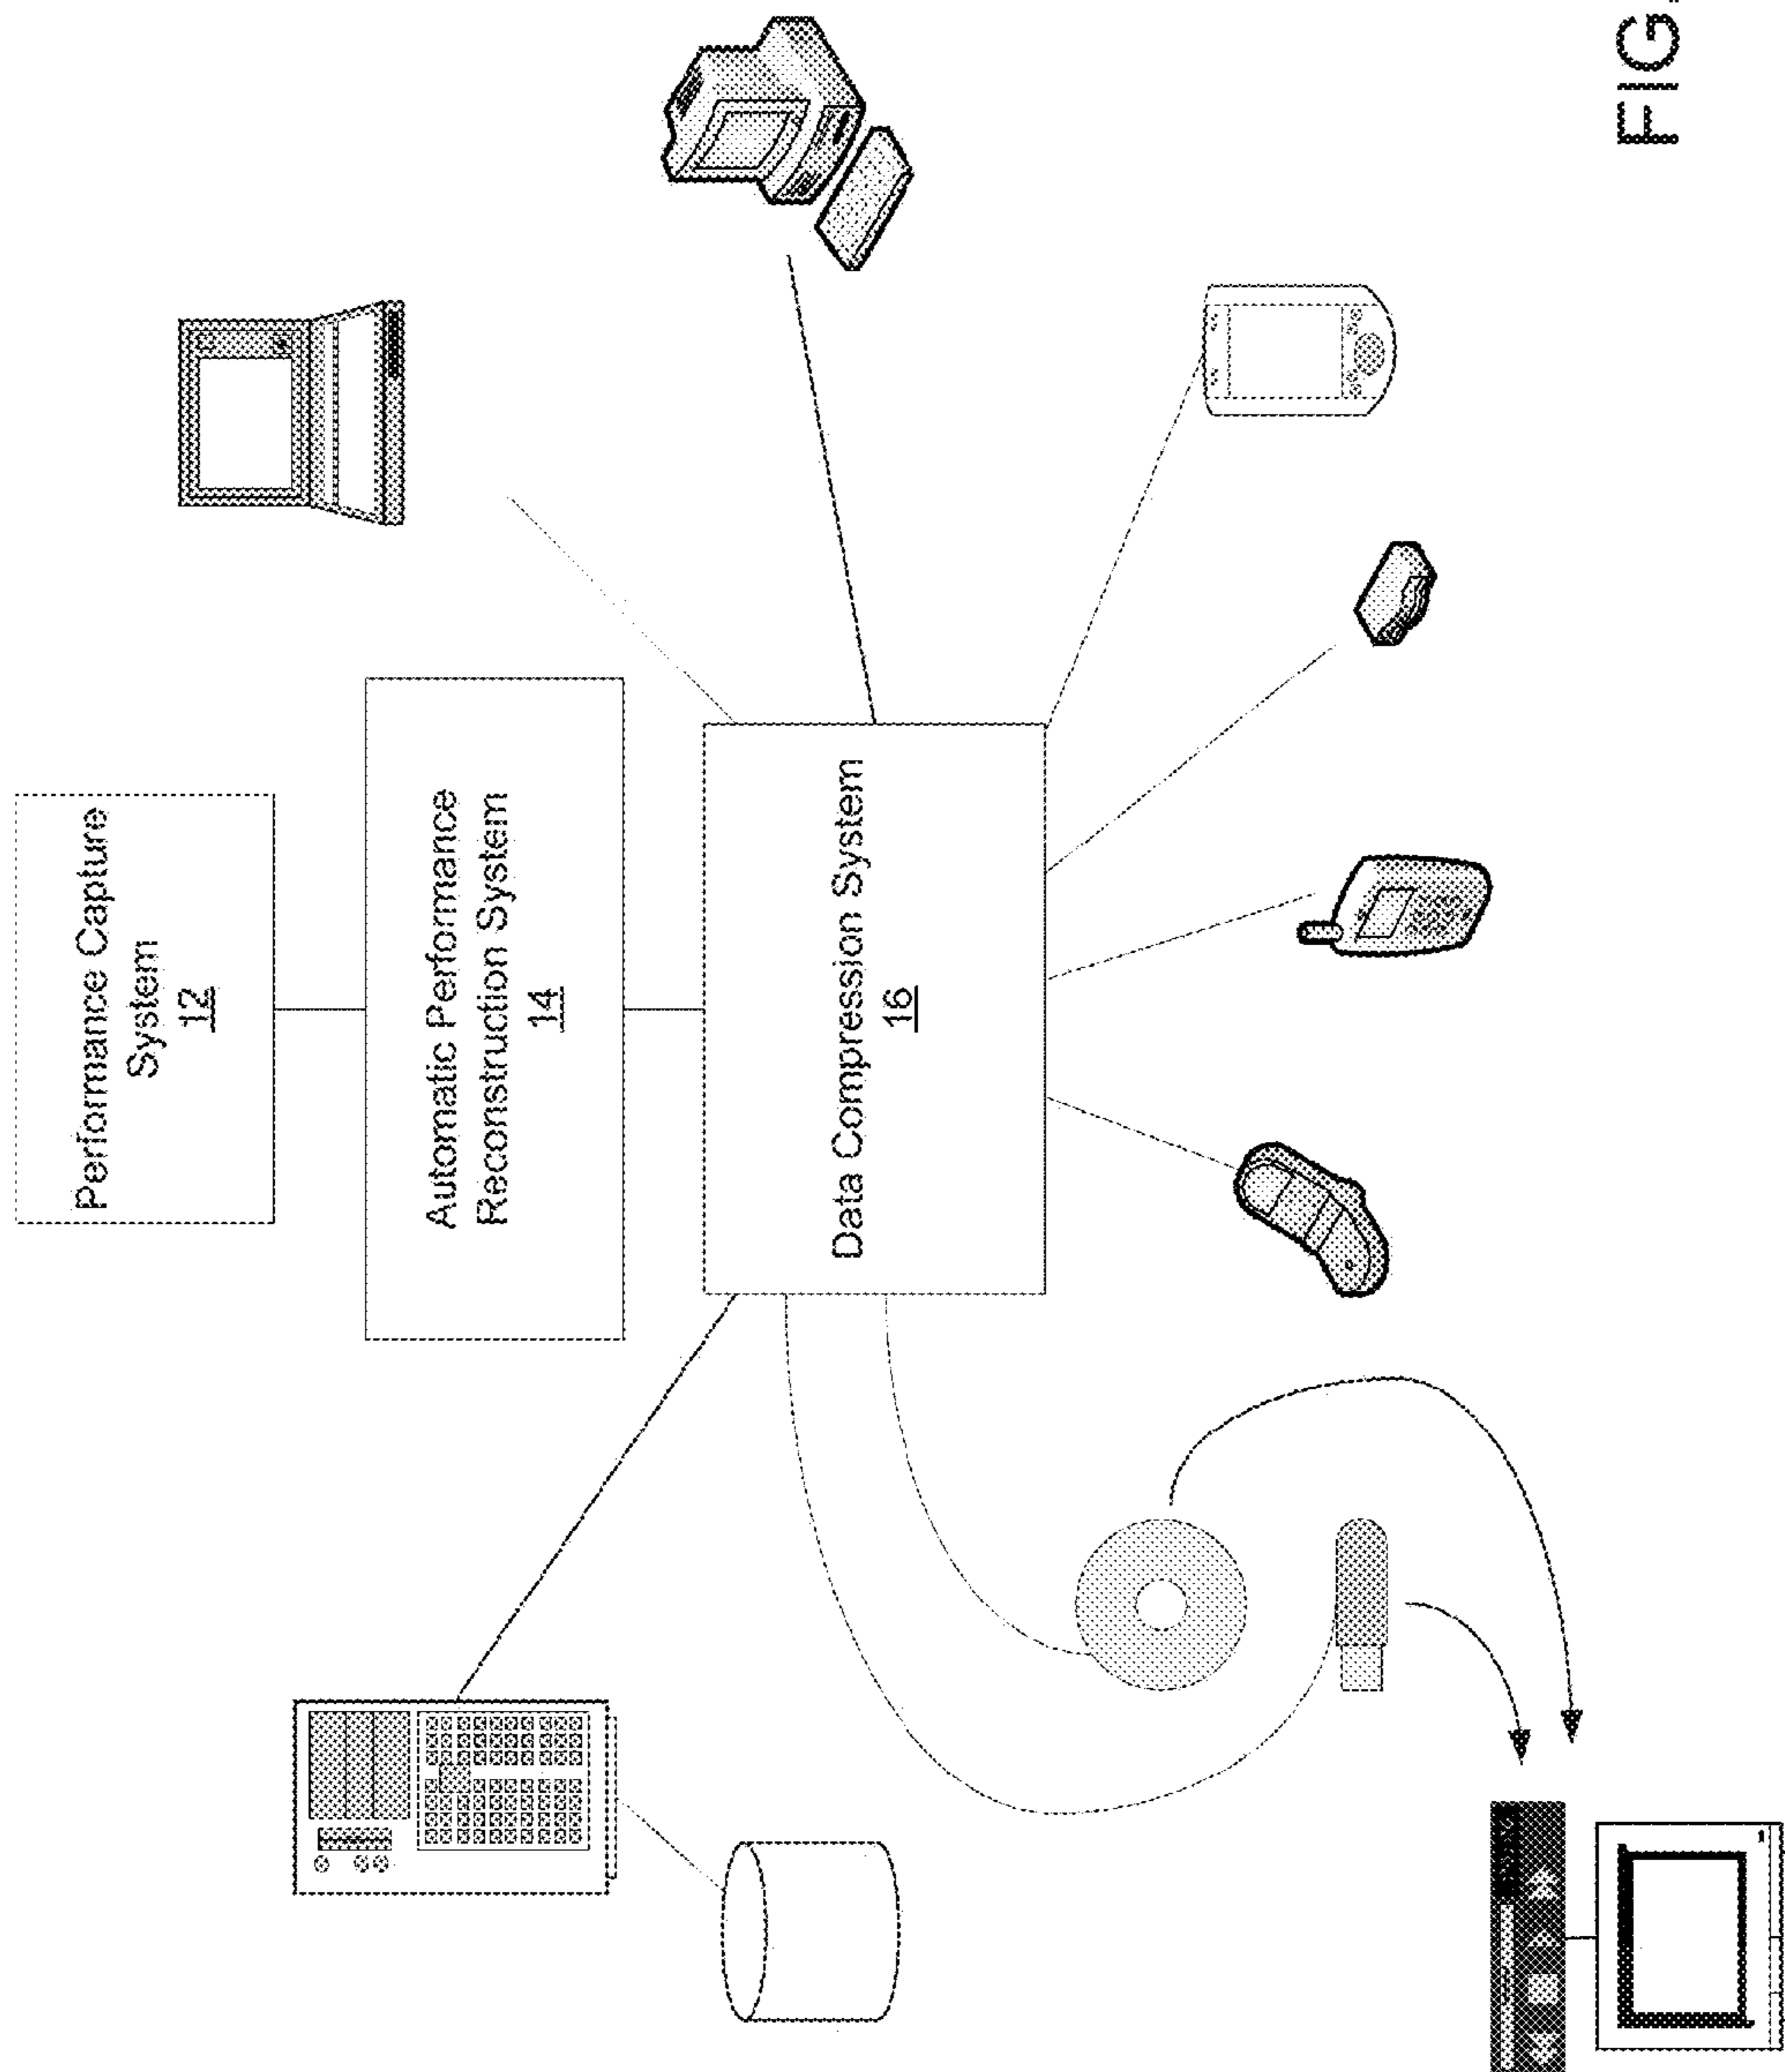 Performance Capture
System
12
Automatic Performance
Reconstruction System
14
Data Compression System
16
FIG.